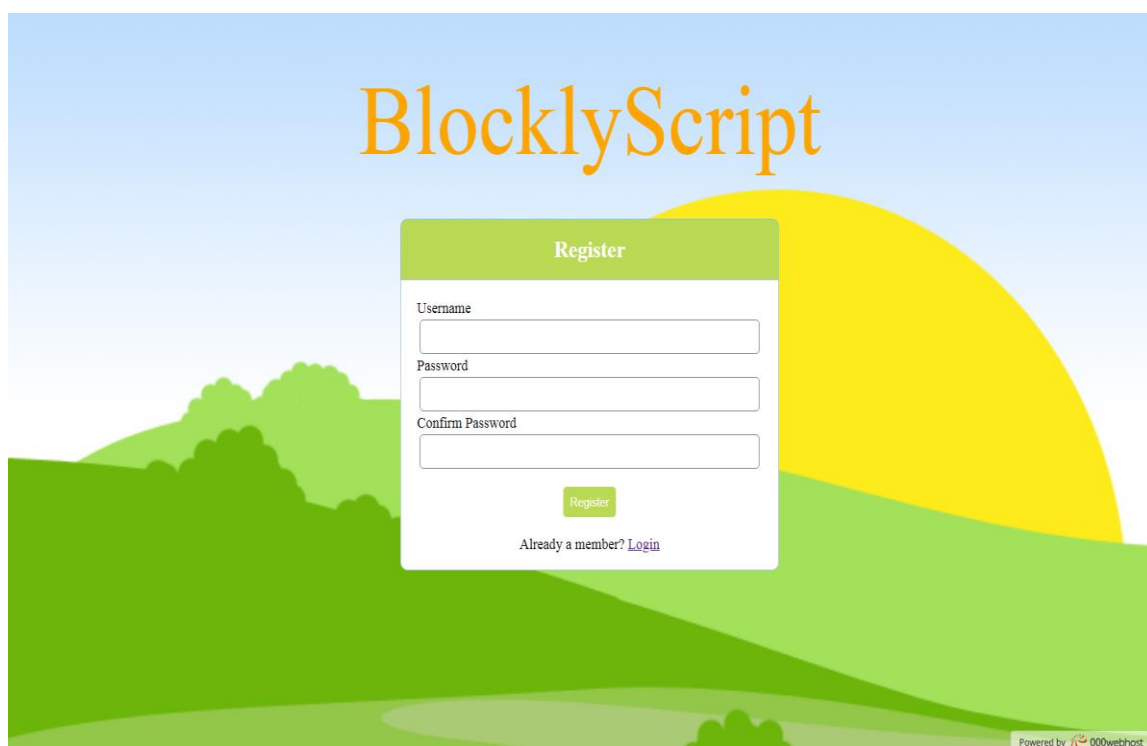 BlocklyScript
Register
Username
Password
Confirm Password
Register
Already a member? Login
Powered by 000webhost